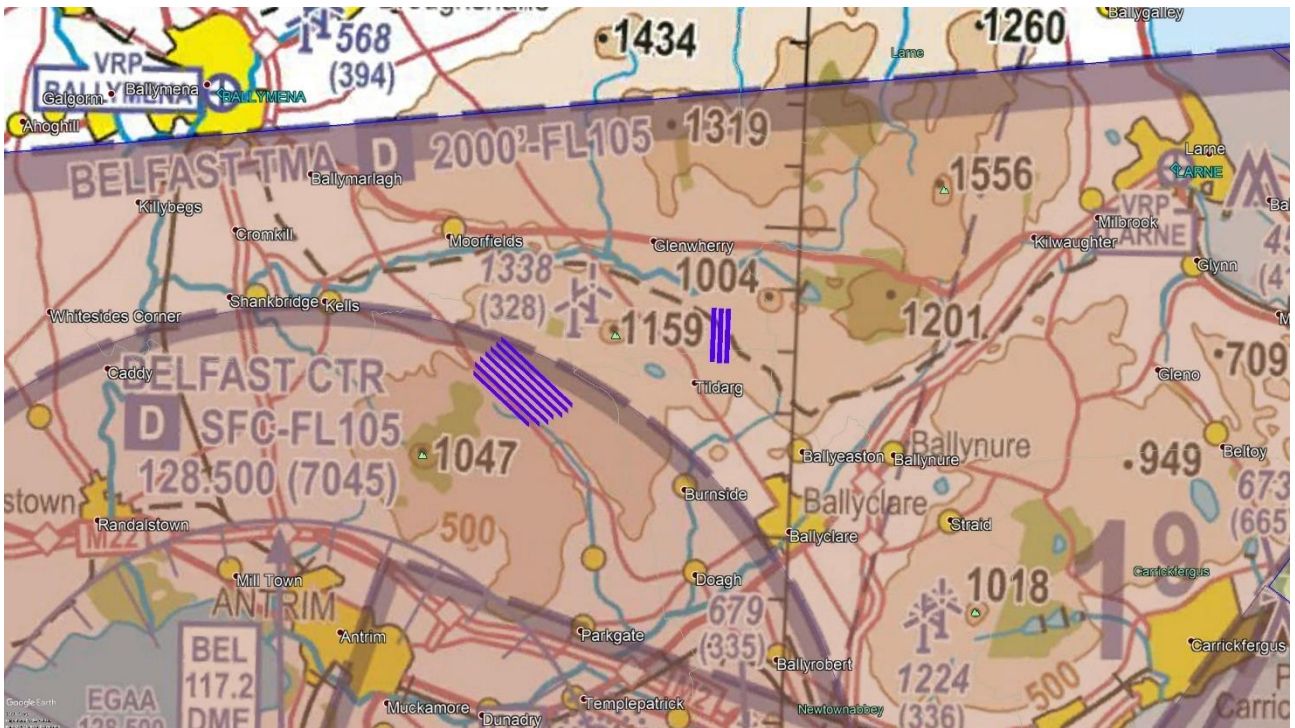 1434
1260
Ballygalley
568
(394)
Larne
VRP
BALLYMENA
Galgorm
Ballymena
BALLYMENA
Ahoghill
BELFAST TMA D 2000'-FL105
1319
Larne
LARNE
Ballymarlagh
1556
VRP
LARNE
Killybegs
Cromkill
Moorfields
Glenwherry
Kilwaughter
Milbrook
Glynn
1338
(328)
1004
Shankbridge
Kells
Whitesides Corner
1159
1201
709
Caddy
BELFAST CTR
D SFC-FL105
128.500 (7045)
Tildarg
Gleno
1047
Ballyeaston
Ballynure
Ballynure
949
Beltoy
673
(665)
Burnside
Ballyclare
Ballyclare
Straid
Randalstown
M22
500
19
Mill Town
ANTRIM
Doagh
1018
Carrickfergus
679
(335)
Antrim
Parkgate
Ballyrobert
1224
(336)
500
Carrickfergus
BEL
117.2
DME
EGAA
Muckamore
Dunadry
Templepatrick
Newtownabbey
Google Earth